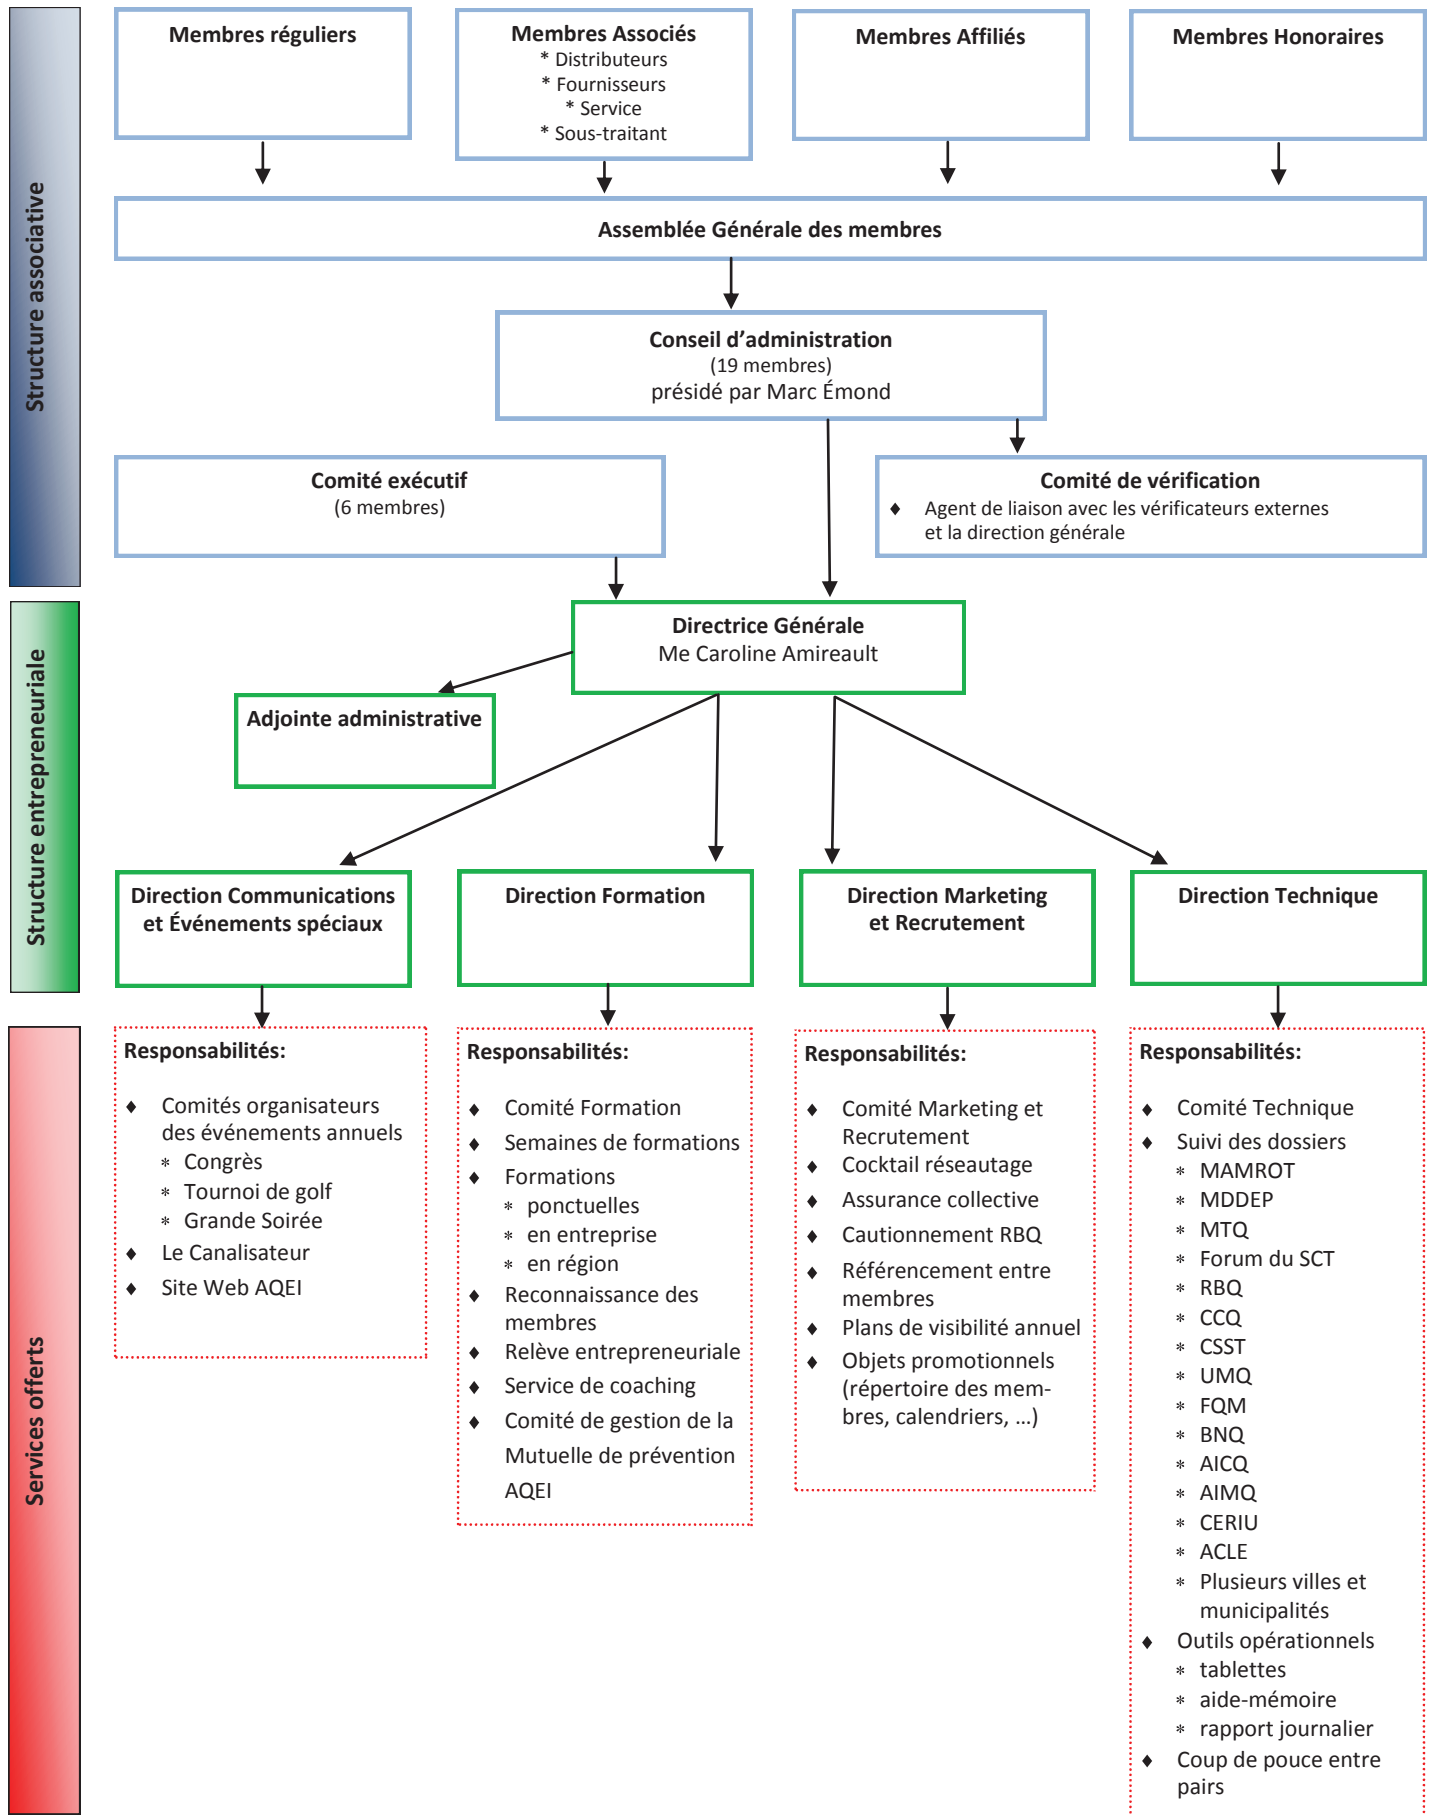 Structure associative
Membres réguliers
Membres Associés
* Distributeurs
* Fournisseurs
* Service
* Sous-traitant
Membres Affiliés
Membres Honoraires
Assemblée Générale des membres
Conseil d’administration
(19 membres)
présidé par Marc Émond
Comité exécutif
(6 membres)
Comité de vérification
♦ Agent de liaison avec les vérificateurs externes
et la direction générale
Structure entrepreneuriale
Directrice Générale
Me Caroline Amireault
Adjointe administrative
Direction Communications
et Événements spéciaux
Direction Formation
Direction Marketing
et Recrutement
Direction Technique
Services offerts
Responsabilités:
♦ Comités organisateurs
des événements annuels
* Congrès
* Tournoi de golf
* Grande Soirée
♦ Le Canalisateur
♦ Site Web AQEI
Responsabilités:
♦ Comité Formation
♦ Semaines de formations
♦ Formations
* ponctuelles
* en entreprise
* en région
♦ Reconnaissance des
membres
♦ Relève entrepreneuriale
♦ Service de coaching
♦ Comité de gestion de la
Mutuelle de prévention
AQEI
Responsabilités:
♦ Comité Marketing et
Recrutement
♦ Cocktail réseautage
♦ Assurance collective
♦ Cautionnement RBQ
♦ Référencement entre
membres
♦ Plans de visibilité annuel
♦ Objets promotionnels
(répertoire des mem-
bres, calendriers, …)
Responsabilités:
♦ Comité Technique
♦ Suivi des dossiers
* MAMROT
* MDDEP
* MTQ
* Forum du SCT
* RBQ
* CCQ
* CSST
* UMQ
* FQM
* BNQ
* AICQ
* AIMQ
* CERIU
* ACLE
* Plusieurs villes et
municipalités
♦ Outils opérationnels
* tablettes
* aide-mémoire
* rapport journalier
♦ Coup de pouce entre
pairs